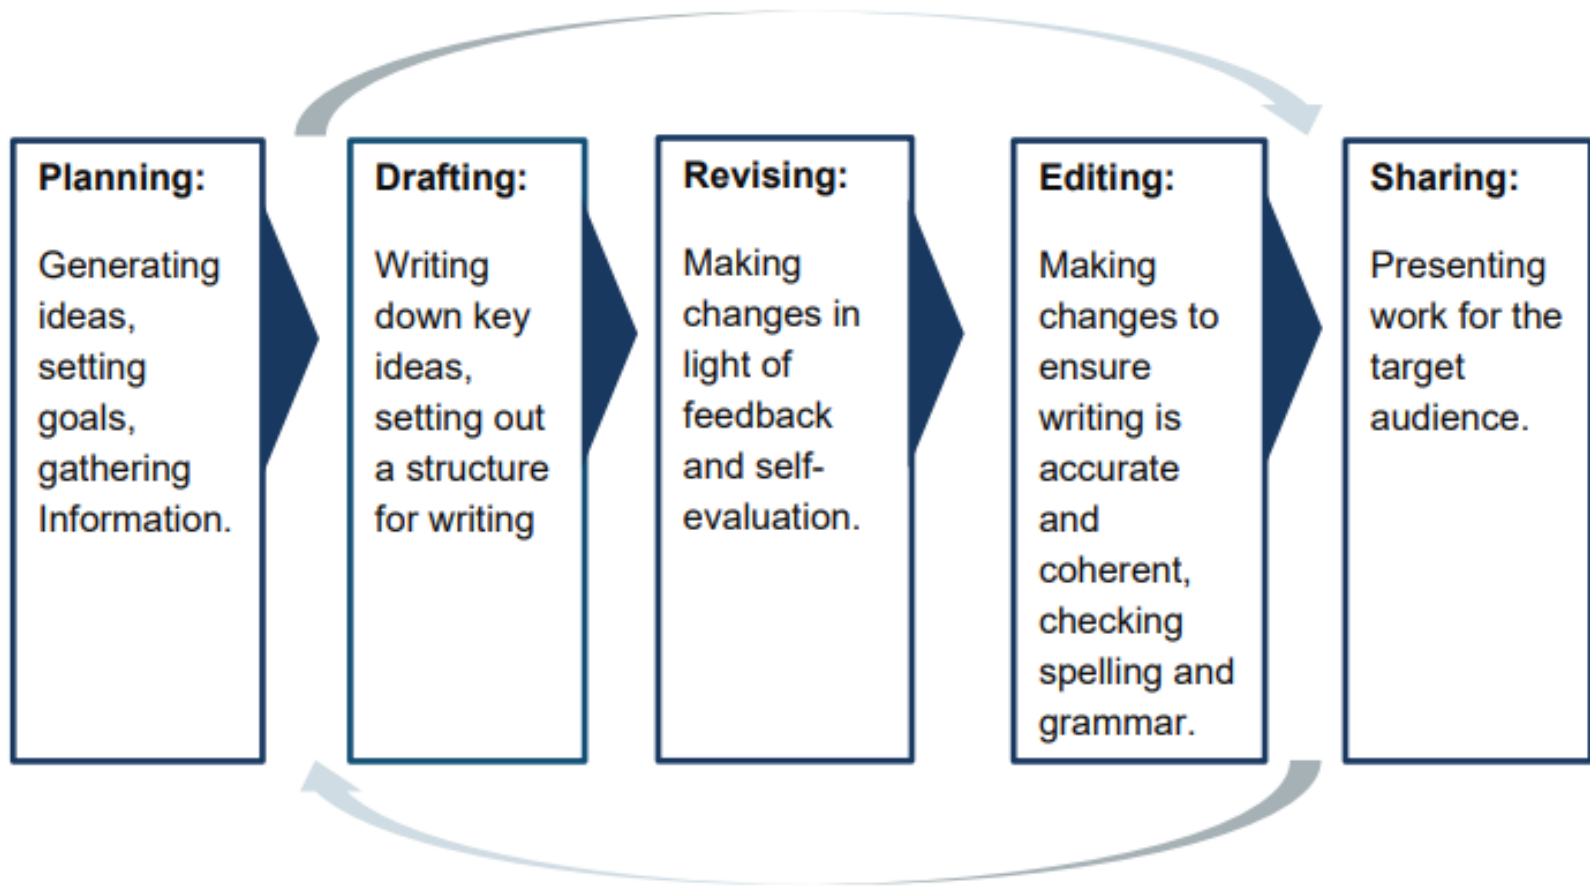 Planning:
Generating
ideas,
setting
goals,
gathering
Information.
Drafting:
Writing
down key
ideas,
setting out
a structure
for writing
Revising:
Making
changes in
light of
feedback
and self-
evaluation.
Editing:
Making
changes to
ensure
writing is
accurate
and
coherent,
checking
spelling and
grammar.
Sharing:
Presenting
work for the
target
audience.